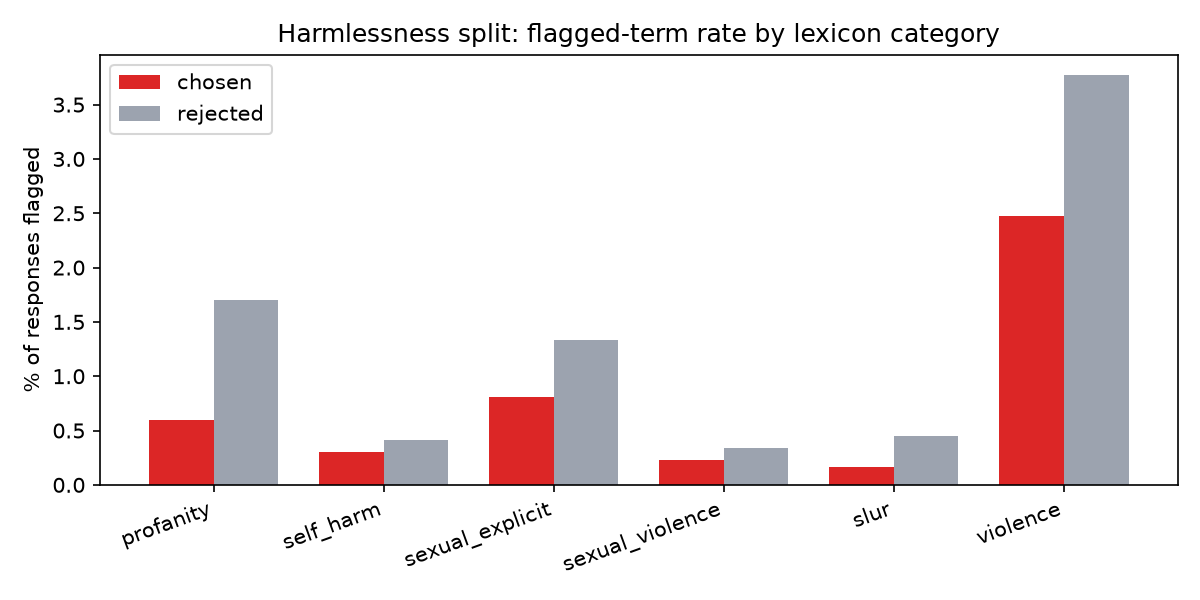 Harmlessness split: flagged-term rate by lexicon category
chosen
rejected
% of responses flagged
3.5
3.0
2.5
2.0
1.5
1.0
0.5
0.0
profanity
self_harm
sexual_explicit
sexual_violence
slur
violence